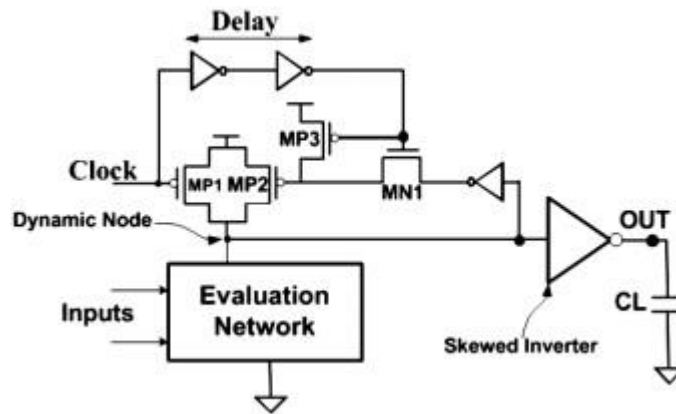 Delay
MP3
Clock
MP1
MP2
MN1
Dynamic Node
OUT
Inputs
Evaluation
Network
CL
Skewed Inverter